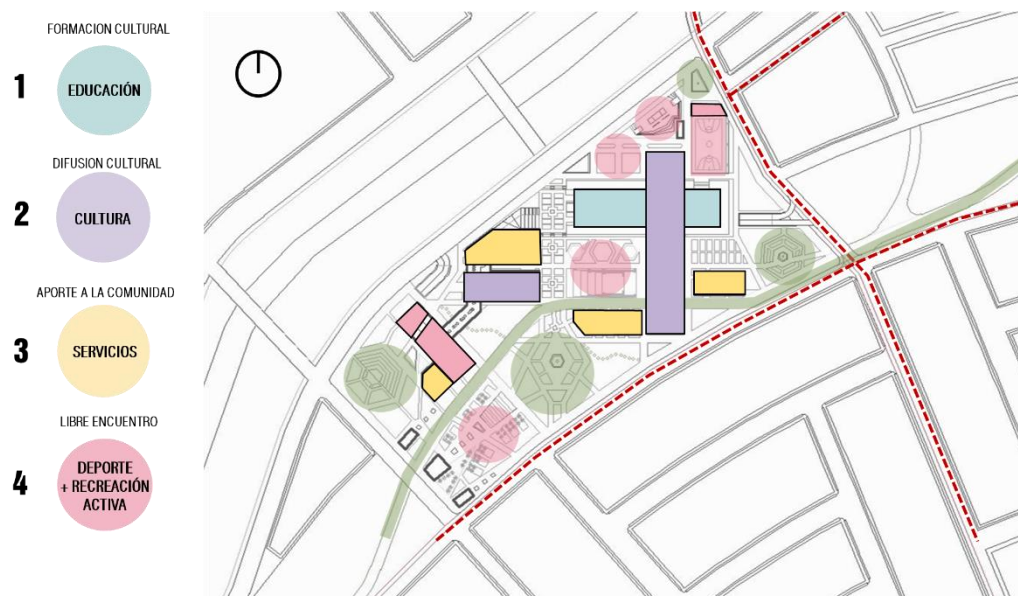 FORMACION CULTURAL
1
EDUCACIÓN
DIFUSION CULTURAL
2
CULTURA
APORTE A LA COMUNIDAD
3
SERVICIOS
LIBRE ENCUENTRO
4
DEPORTE
+ RECREACIÓN
ACTIVA